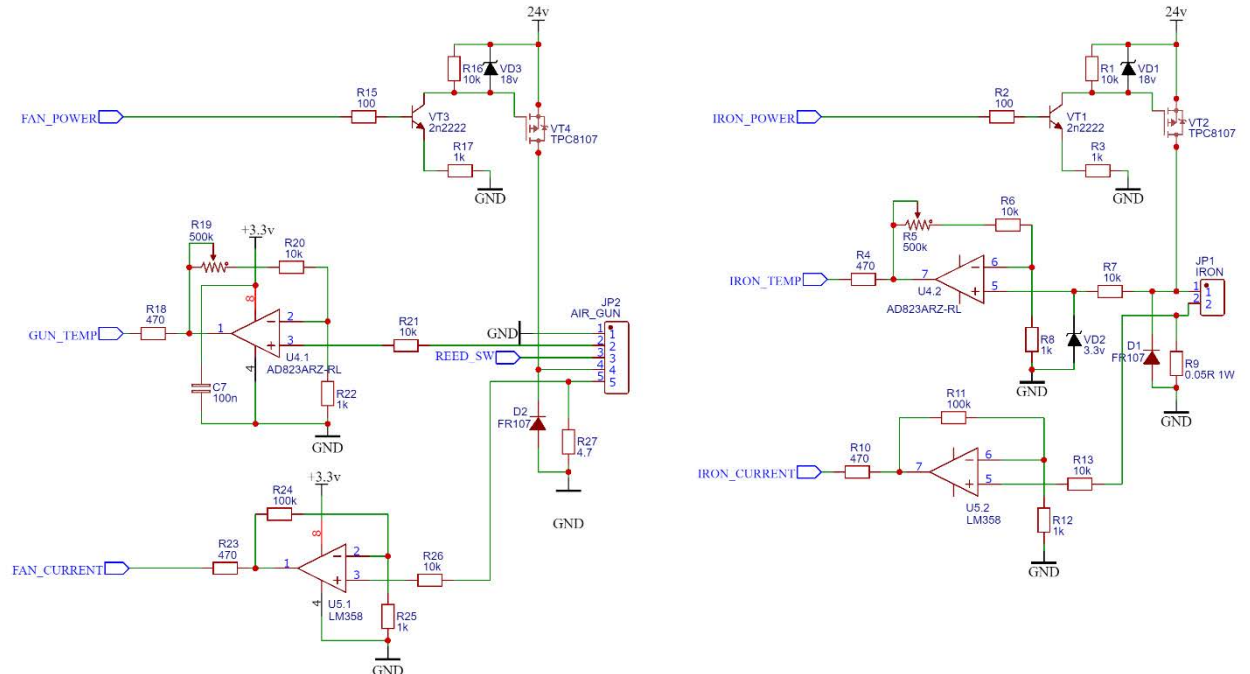 24v
R16
10k
VD3
18v
R15
100
FAN_POWER
VT3
2n2222
VT4
TPC8107
R17
1k
GND
R19
500k
+3.3v
R20
10k
8
R18
470
GUN_TEMP
1
2
3
U4.1
AD823ARZ-RL
4
R21
10k
C7
100n
R22
1k
GND
JP2
AIR_GUN
GND
REED_SW
1 1
2 2
3 3
4 4
5 5
D2
FR107
R27
4.7
GND
+3.3v
R24
100k
8
R23
470
FAN_CURRENT
1
2
3
R26
10k
U5.1
LM358
4
R25
1k
GND
24v
R1
10k
VD1
18v
R2
100
IRON_POWER
VT1
2n2222
VT2
TPC8107
R3
1k
GND
R6
10k
R5
500k
R4
470
IRON_TEMP
7
6
5
U4.2
AD823ARZ-RL
R7
10k
JP1
IRON
1 1
2 2
R8
1k
VD2
3.3v
D1
FR107
R9
0.05R 1W
GND
GND
R11
100k
R10
470
IRON_CURRENT
7
6
5
R13
10k
U5.2
LM358
R12
1k
GND